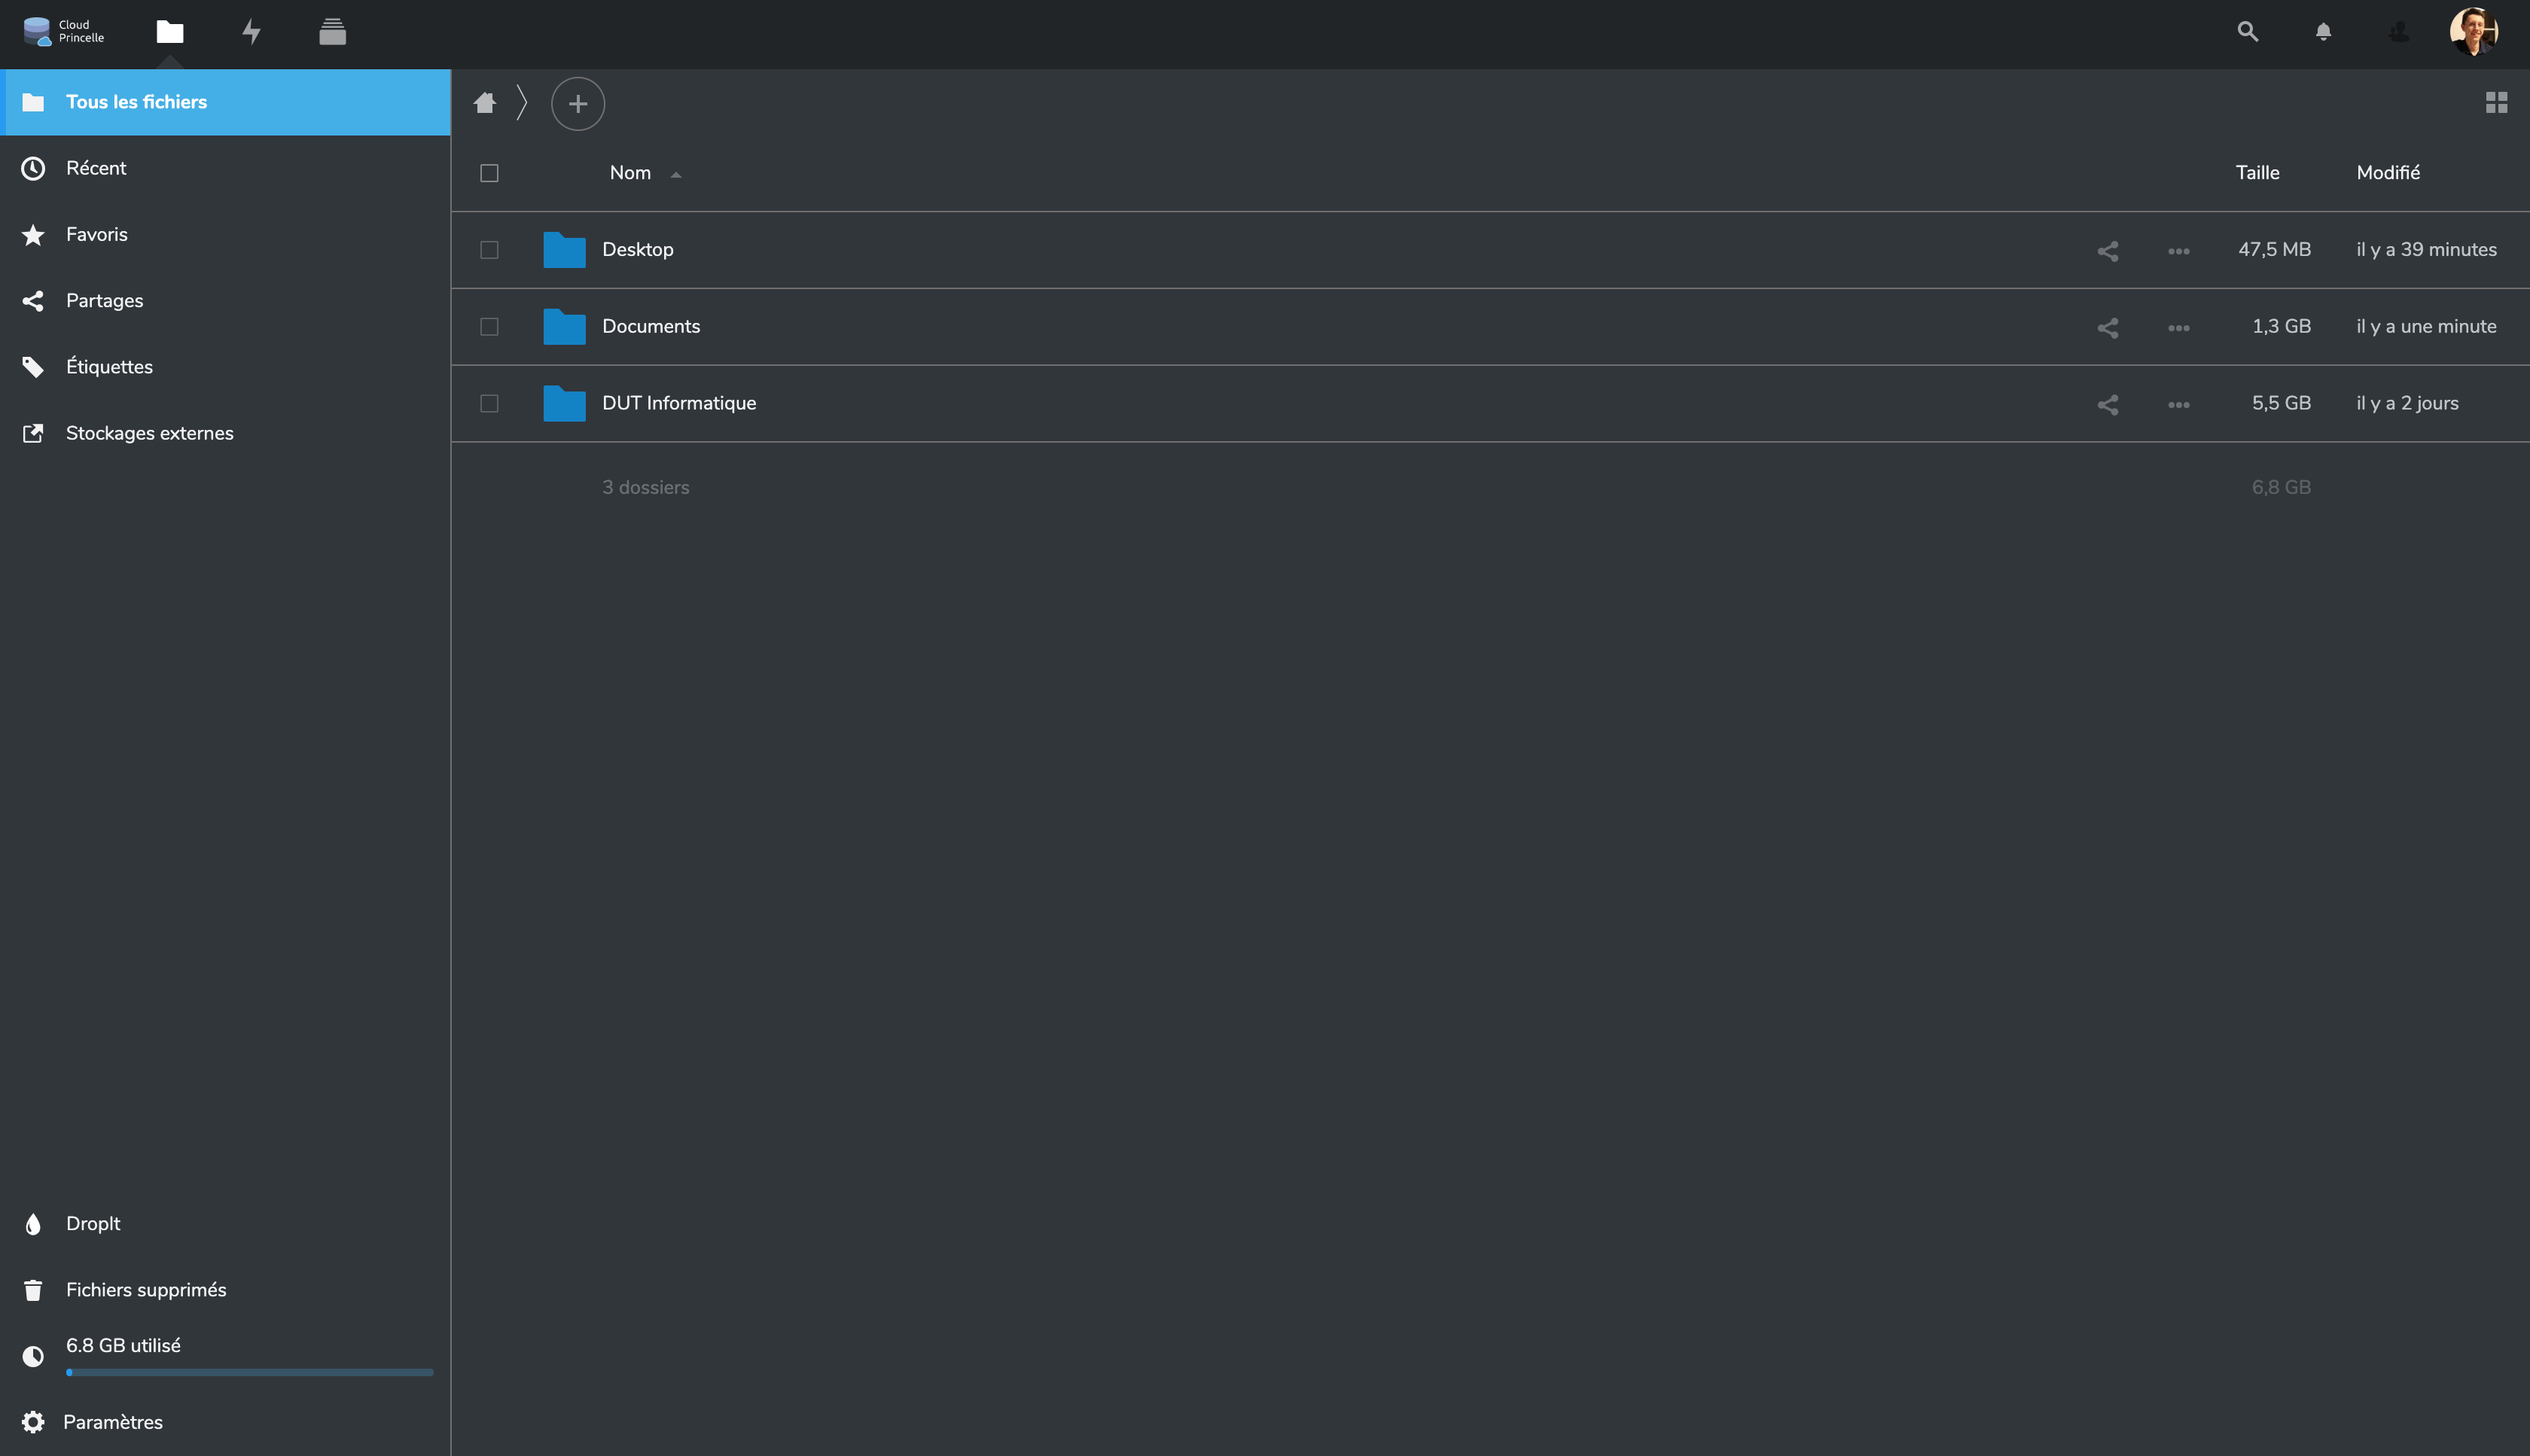 Cloud
Princelle
Tous les fichiers
Récent
Favoris
Partages
Étiquettes
Stockages externes
Nom Taille Modifié
Desktop 47,5 MB il y a 39 minutes
Documents 1,3 GB il y a une minute
DUT Informatique 5,5 GB il y a 2 jours
3 dossiers 6,8 GB
DropIt
Fichiers supprimés
6.8 GB utilisé
Paramètres